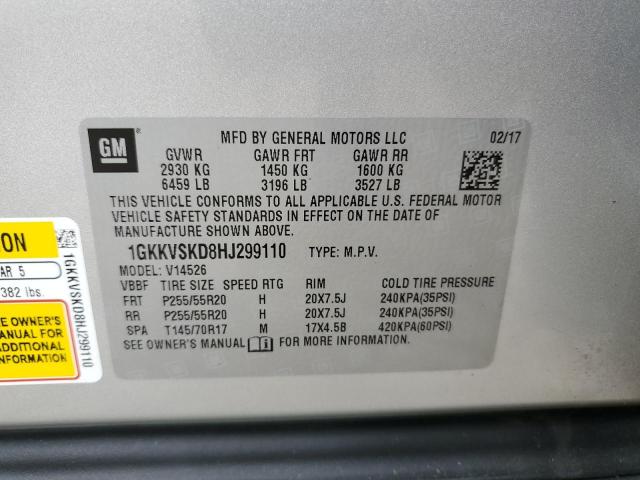 GM
MFD BY GENERAL MOTORS LLC 02/17
GVWR GAWR FRT GAWR RR
2930 KG 1450 KG 1600 KG
6459 LB 3196 LB 3527 LB
THIS VEHICLE CONFORMS TO ALL APPLICABLE U.S. FEDERAL MOTOR
VEHICLE SAFETY STANDARDS IN EFFECT ON THE DATE OF
MANUFACTURE SHOWN ABOVE.
1GKKVSKD8HJ299110 TYPE: M.P.V.
MODEL: V14526
VBBF TIRE SIZE SPEED RTG RIM COLD TIRE PRESSURE
FRT P255/55R20 H 20X7.5J 240KPA(35PSI)
RR P255/55R20 H 20X7.5J 240KPA(35PSI)
SPA T145/70R17 M 17X4.5B 420KPA(60PSI)
SEE OWNER'S MANUAL FOR MORE INFORMATION.
ION
AR 5
382 lbs.
E OWNER'S
ANUAL FOR
ADDITIONAL
1GKKVSKD8HJ299110